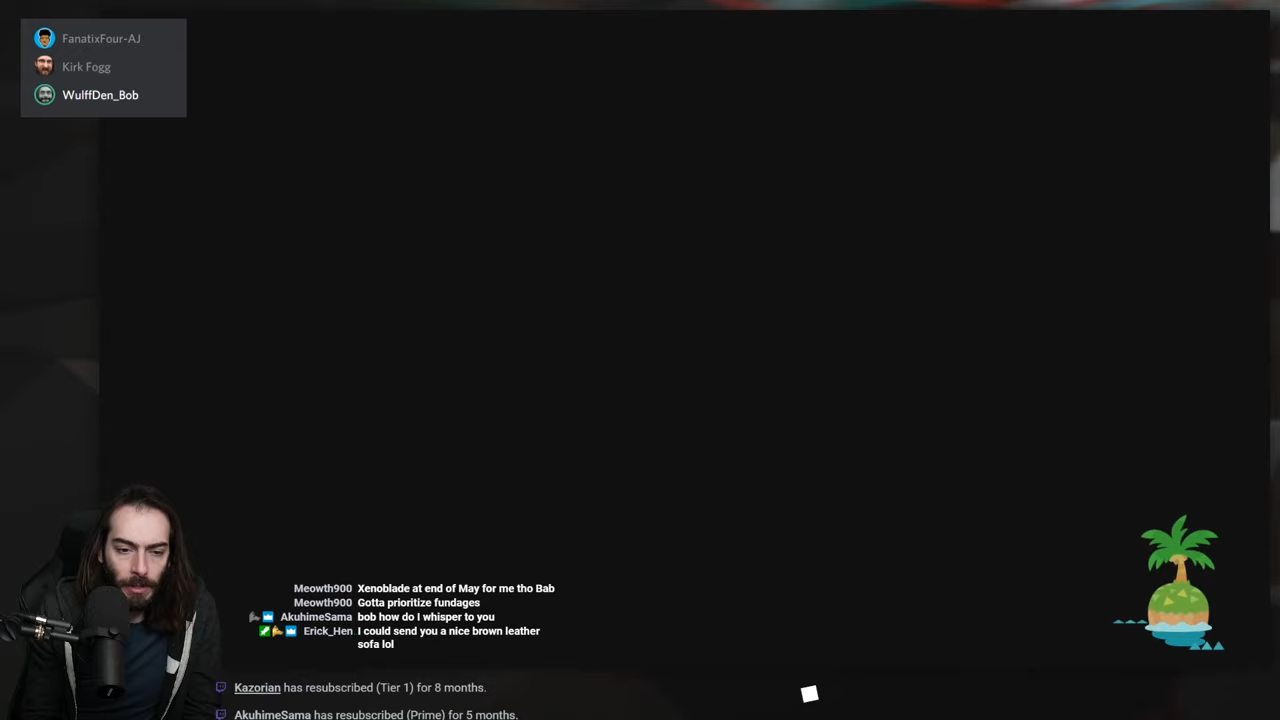 FanatixFour-AJ
Kirk Fogg
WulffDen_Bob
Meowth900 Xenoblade at end of May for me tho Bab
Meowth900 Gotta prioritize fundages
AkuhimeSama bob how do I whisper to you
Erick_Hen I could send you a nice brown leather
sofa lol
Kazorian has resubscribed (Tier 1) for 8 months.
AkuhimeSama has resubscribed (Prime) for 5 months.